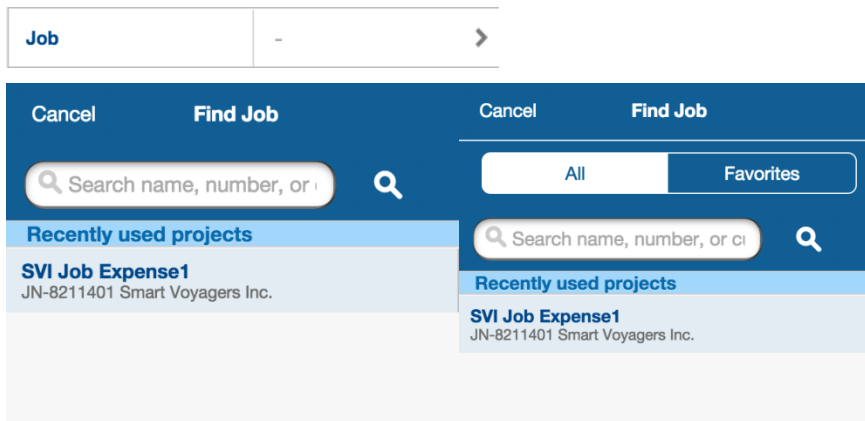 Job -
Cancel Find Job
Search name, number, or
Recently used projects
SVI Job Expense1
JN-8211401 Smart Voyagers Inc.
Cancel Find Job
All Favorites
Search name, number, or
Recently used projects
SVI Job Expense1
JN-8211401 Smart Voyagers Inc.